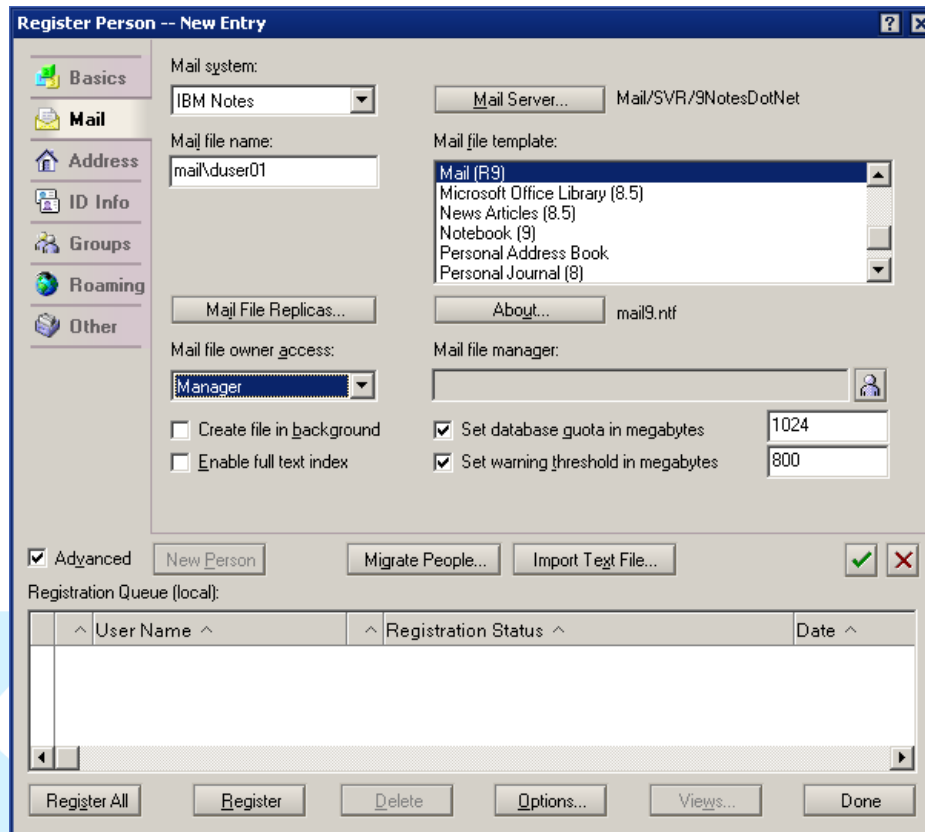 Register Person -- New Entry
Basics
Mail
Address
ID Info
Groups
Roaming
Other
Mail system:
IBM Notes
Mail Server...
Mail/SVR/9NotesDotNet
Mail file name:
mail\duser01
Mail file template:
Mail (R9)
Microsoft Office Library (8.5)
News Articles (8.5)
Notebook (9)
Personal Address Book
Personal Journal (8)
Mail File Replicas...
About...
mail9.ntf
Mail file owner access:
Manager
Mail file manager:
Create file in background
Enable full text index
Set database quota in megabytes
1024
Set warning threshold in megabytes
800
Advanced
New Person
Migrate People...
Import Text File...
Registration Queue (local):
User Name
Registration Status
Date
Register All
Register
Delete
Options...
Views...
Done